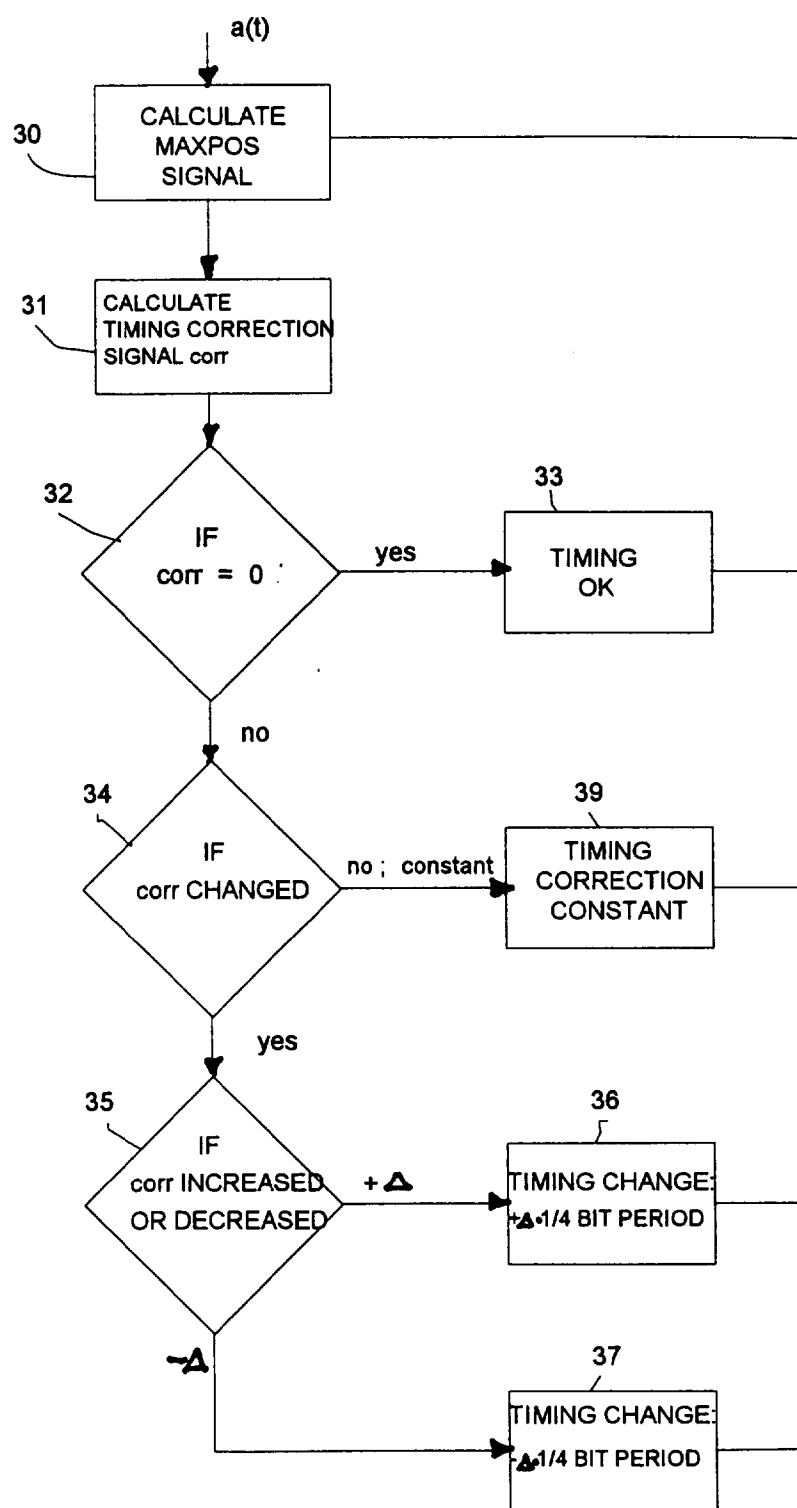 a(t)
30
CALCULATE
MAXPOS
SIGNAL
31
CALCULATE
TIMING CORRECTION
SIGNAL corr
32
IF
corr = 0
yes
33
TIMING
OK
no
34
IF
corr CHANGED
no ; constant
39
TIMING
CORRECTION
CONSTANT
yes
35
IF
corr INCREASED
OR DECREASED
+Δ
36
TIMING CHANGE:
+Δ•1/4 BIT PERIOD
-Δ
37
TIMING CHANGE:
-Δ•1/4 BIT PERIOD